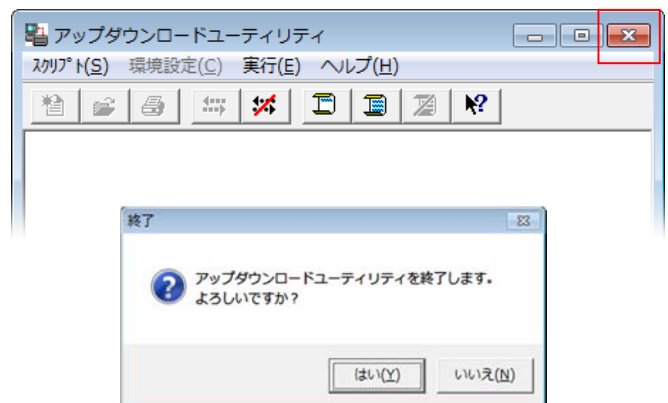 アップダウンロードユーティリティ
ｽｸﾘﾌﾟﾄ(S) 環境設定(C) 実行(E) ヘルプ(H)
終了
アップダウンロードユーティリティを終了します。
よろしいですか？
はい(Y) いいえ(N)